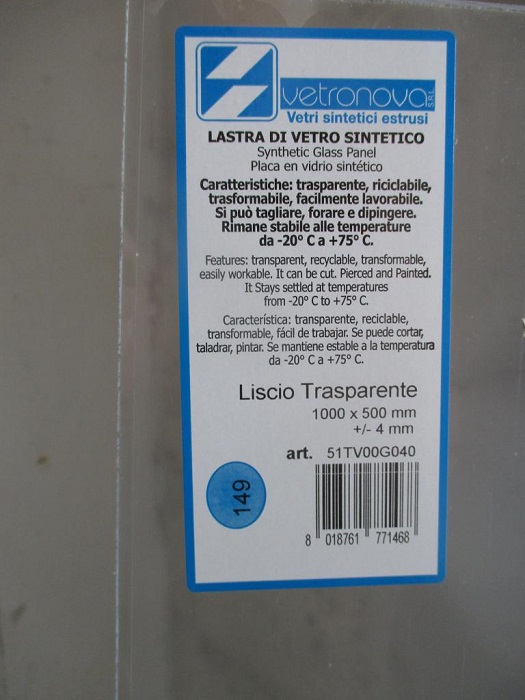 vetronova SRL
Vetri sintetici estrusi
LASTRA DI VETRO SINTETICO
Synthetic Glass Panel
Placa en vidrio sintético
Caratteristiche: trasparente, riciclabile,
trasformabile, facilmente lavorabile.
Si può tagliare, forare e dipingere.
Rimane stabile alle temperature
da -20° C a +75° C.
Features: transparent, recyclable, transformable,
easily workable. It can be cut. Pierced and Painted.
It Stays settled at temperatures
from -20° C to +75° C.
Característica: transparente, reciclable,
transformable, fácil de trabajar. Se puede cortar,
taladrar, pintar. Se mantiene estable a la temperatura
da -20° C a +75° C.
Liscio Trasparente
1000 x 500 mm
+/- 4 mm
art. 51TV00G040
149
8 018761 771468